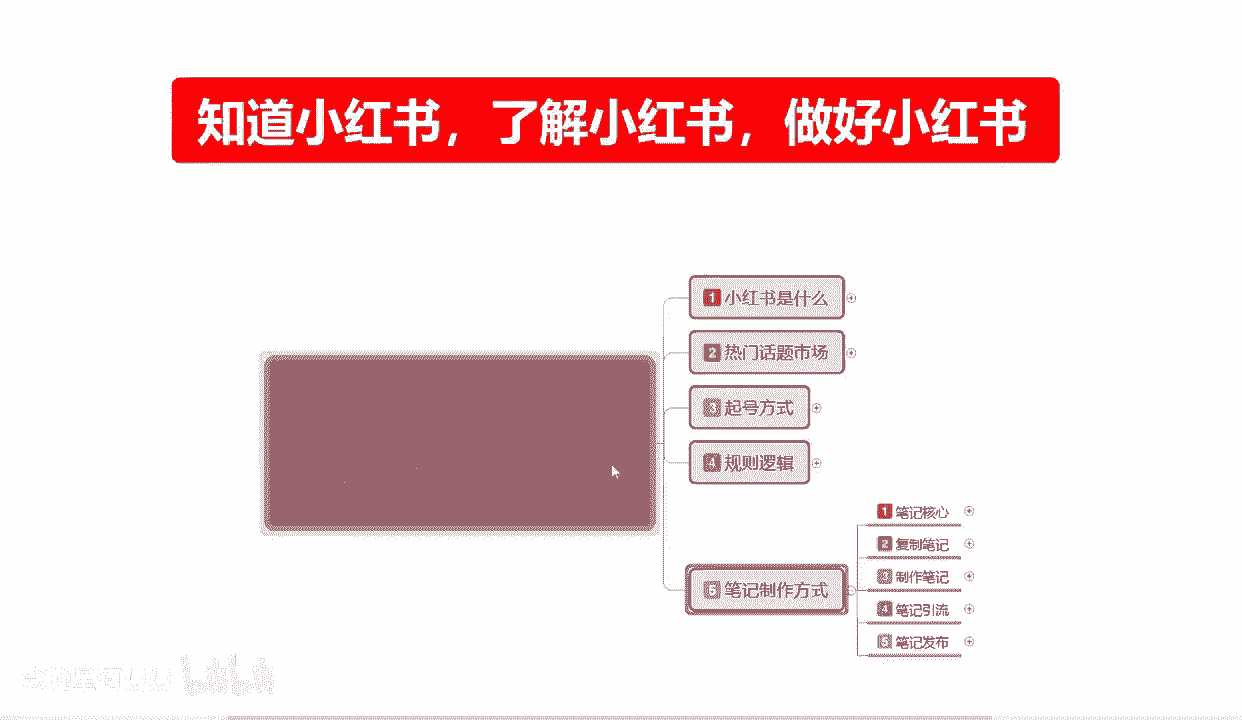 知道小红书，了解小红书，做好小红书
1 小红书是什么
2 热门话题市场
3 起号方式
4 规则逻辑
5 笔记制作方式
1 笔记核心
2 复制笔记
3 制作笔记
4 笔记引流
5 笔记发布
bilibili